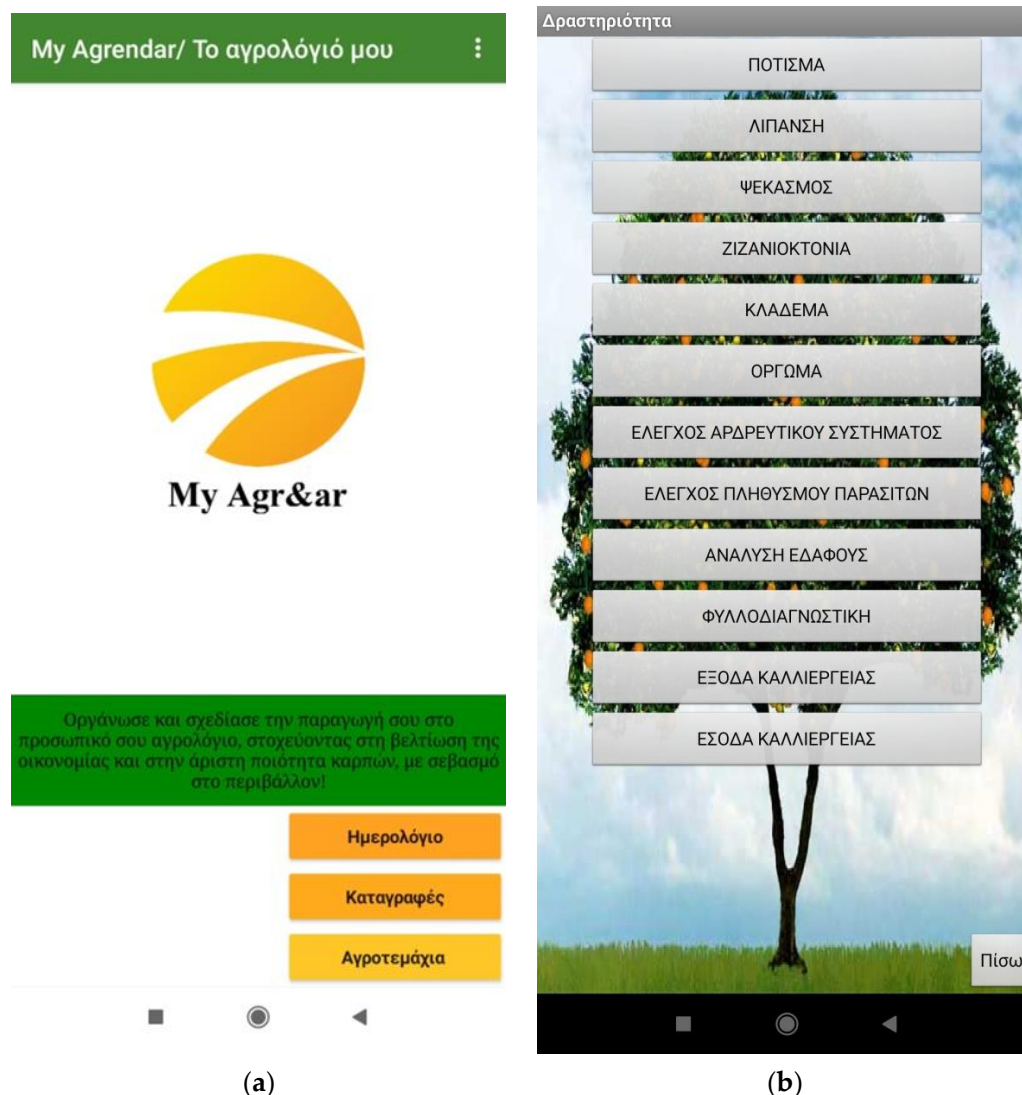 My Agrendar/ Το αγρολόγιό μου
My Agr&ar
Οργάνωσε και σχεδίασε την παραγωγή σου στο
προσωπικό σου αγρολόγιο, στοχεύοντας στη βελτίωση της
οικονομίας και στην άριστη ποιότητα καρπών, με σεβασμό
στο περιβάλλον!
Ημερολόγιο
Καταγραφές
Αγροτεμάχια
(a)
Δραστηριότητα
ΠΟΤΙΣΜΑ
ΛΙΠΑΝΣΗ
ΨΕΚΑΣΜΟΣ
ΖΙΖΑΝΙΟΚΤΟΝΙΑ
ΚΛΑΔΕΜΑ
ΟΡΓΩΜΑ
ΕΛΕΓΧΟΣ ΑΡΔΡΕΥΤΙΚΟΥ ΣΥΣΤΗΜΑΤΟΣ
ΕΛΕΓΧΟΣ ΠΛΗΘΥΣΜΟΥ ΠΑΡΑΣΙΤΩΝ
ΑΝΑΛΥΣΗ ΕΔΑΦΟΥΣ
ΦΥΛΛΟΔΙΑΓΝΩΣΤΙΚΗ
ΕΞΟΔΑ ΚΑΛΛΙΕΡΓΕΙΑΣ
ΕΣΟΔΑ ΚΑΛΛΙΕΡΓΕΙΑΣ
Πίσω
(b)